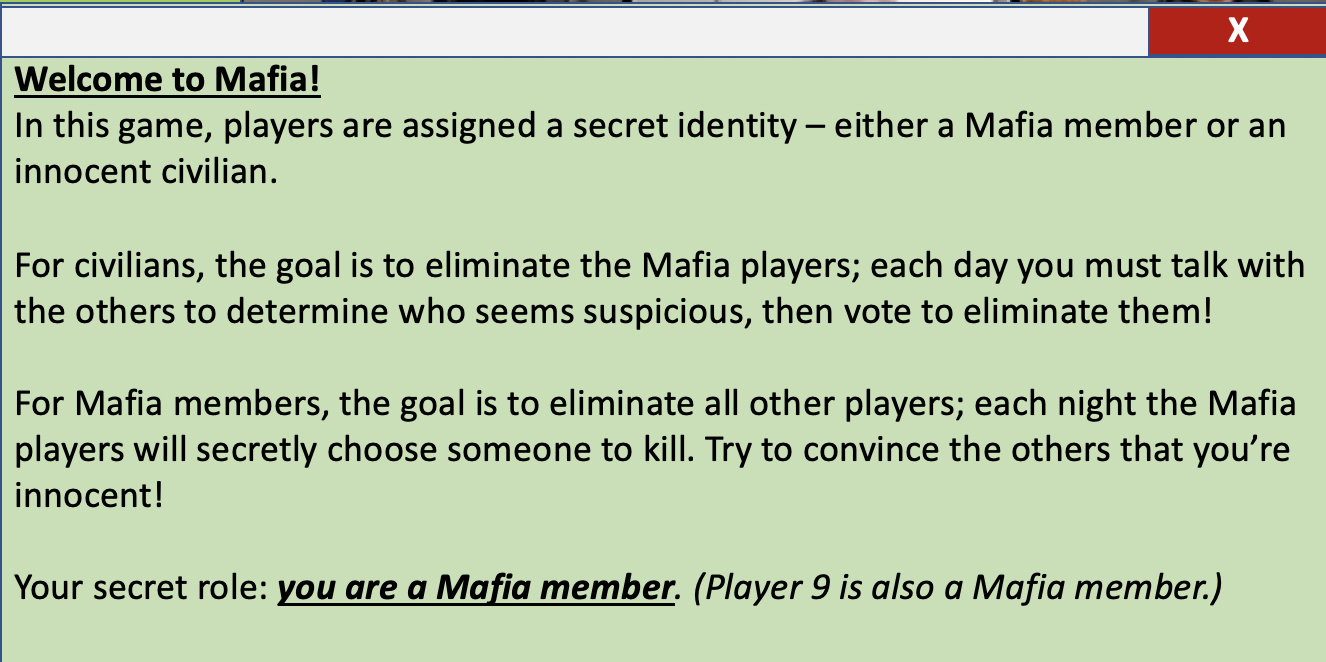 X
Welcome to Mafia!
In this game, players are assigned a secret identity – either a Mafia member or an
innocent civilian.
For civilians, the goal is to eliminate the Mafia players; each day you must talk with
the others to determine who seems suspicious, then vote to eliminate them!
For Mafia members, the goal is to eliminate all other players; each night the Mafia
players will secretly choose someone to kill. Try to convince the others that you’re
innocent!
Your secret role: you are a Mafia member. (Player 9 is also a Mafia member.)